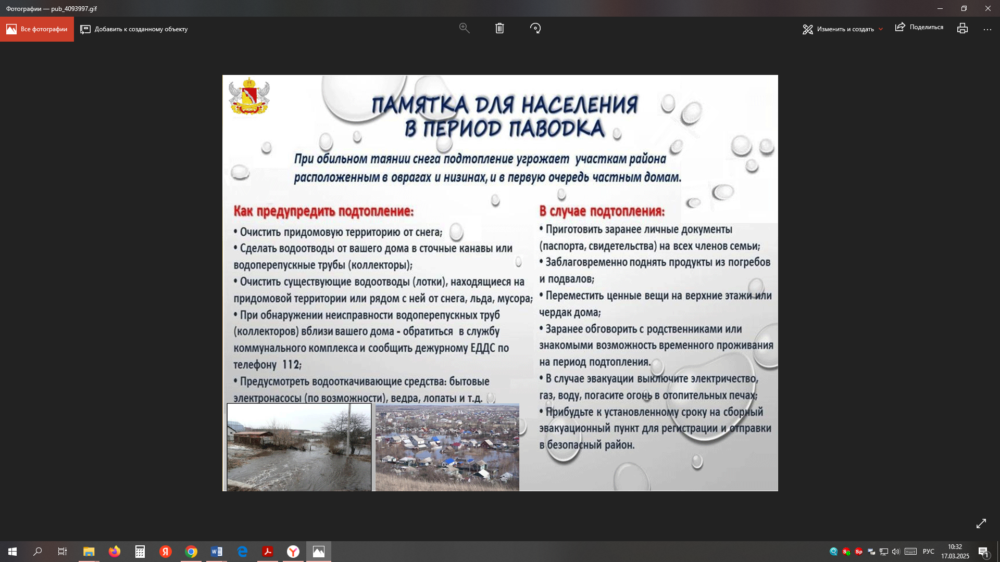 Фотографии — pub_4093997.gif
Все фотографии
Добавить к созданному объекту
Изменить и создать
Поделиться
ПАМЯТКА ДЛЯ НАСЕЛЕНИЯ
В ПЕРИОД ПАВОДКА
При обильном таянии снега подтопление угрожает участкам района
расположенным в оврагах и низинах, и в первую очередь частным домам.
Как предупредить подтопление:
• Очистить придомовую территорию от снега;
• Сделать водоотводы от вашего дома в сточные канавы или
водоперепускные трубы (коллекторы);
• Очистить существующие водоотводы (лотки), находящиеся на
придомовой территории или рядом с ней от снега, льда, мусора;
• При обнаружении неисправности водоперепускных труб
(коллекторов) вблизи вашего дома - обратиться в службу
коммунального комплекса и сообщить дежурному ЕДДС по
телефону 112;
• Предусмотреть водооткачивающие средства: бытовые
электронасосы (по возможности), ведра, лопаты и т.д.
В случае подтопления:
• Приготовить заранее личные документы
(паспорта, свидетельства) на всех членов семьи;
• Заблаговременно поднять продукты из погребов
и подвалов;
• Переместить ценные вещи на верхние этажи или
чердак дома;
• Заранее обговорить с родственниками или
знакомыми возможность временного проживания
на период подтопления.
• В случае эвакуации выключите электричество,
газ, воду, погасите огонь в отопительных печах;
• Прибудьте к установленному сроку на сборный
эвакуационный пункт для регистрации и отправки
в безопасный район.
РУС
10:32
17.03.2025
1